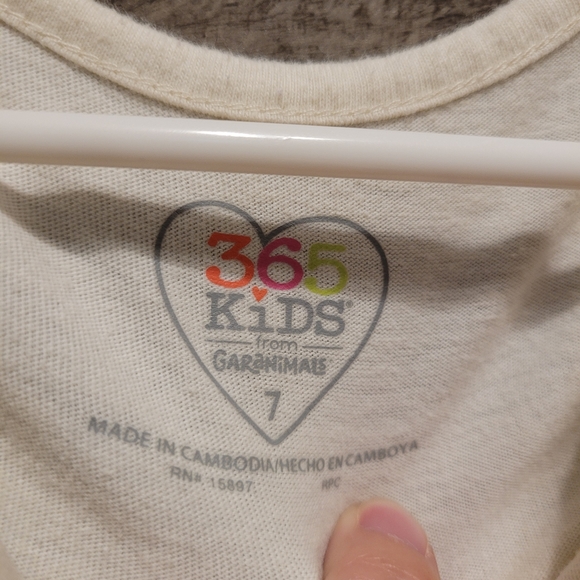 365
KiDS®
from
GARANiMALS
7
MADE IN CAMBODIA/HECHO EN CAMBOYA
RN# 15897 RPC